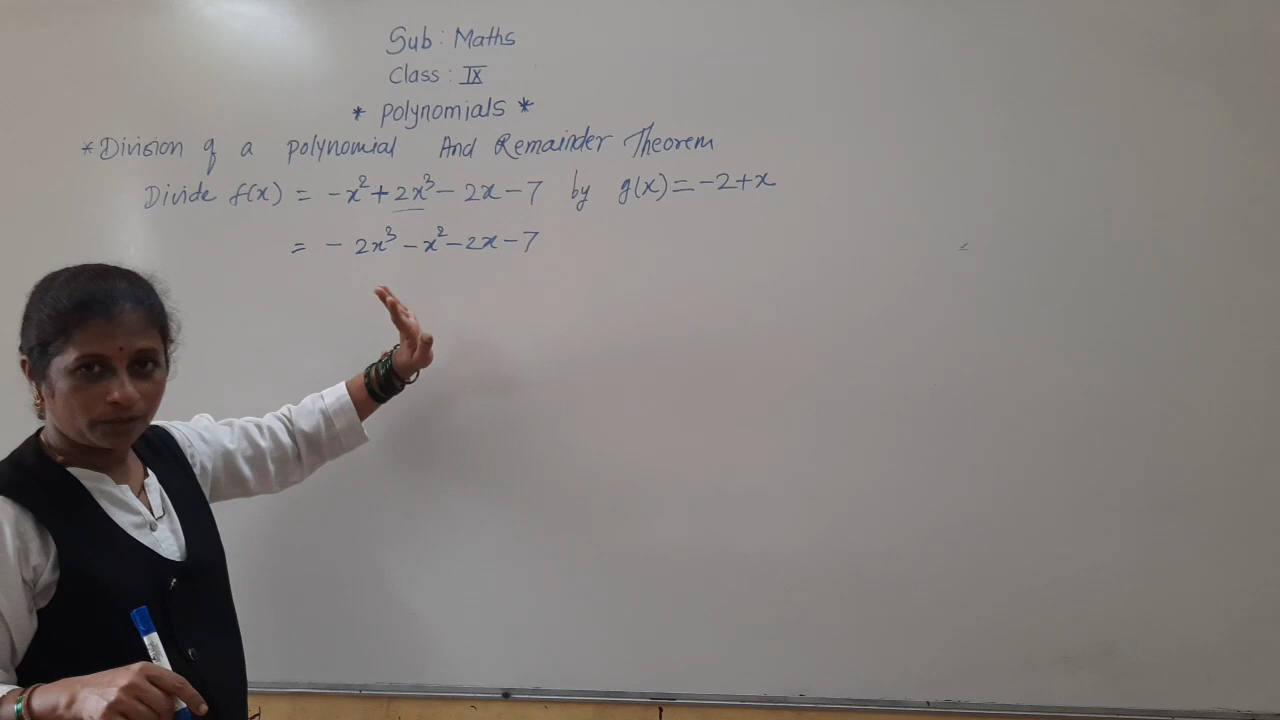 Sub: Maths
Class: IX
* Polynomials *
* Division of a polynomial And Remainder Theorem
Divide f(x) = -x² + 2x³ - 2x - 7 by g(x) = -2+x
= - 2x³ - x² - 2x - 7